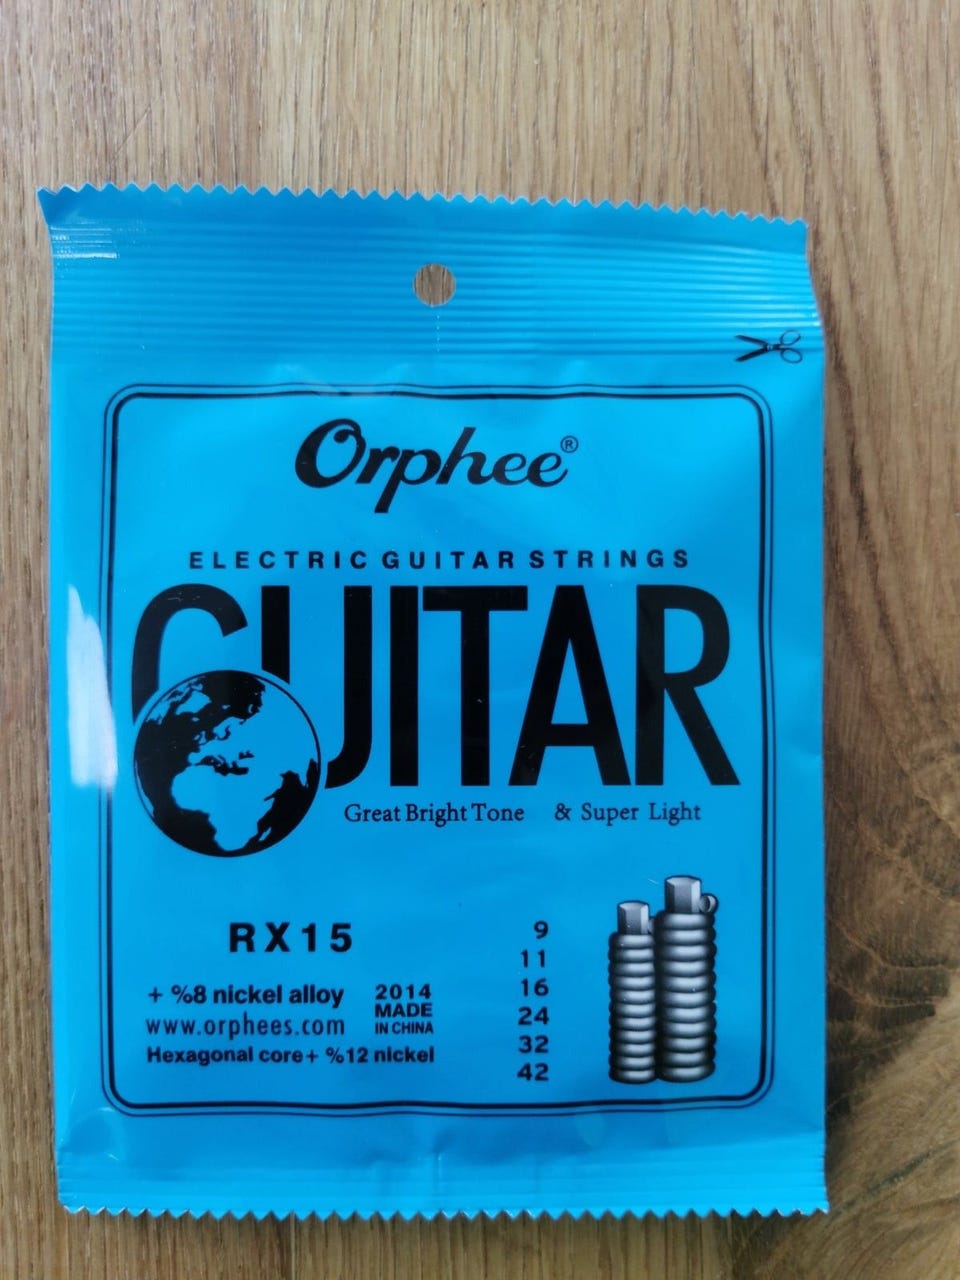 Orphee®
ELECTRIC GUITAR STRINGS
GUITAR
Great Bright Tone & Super Light
RX15
+ %8 nickel alloy
www.orphees.com
Hexagonal core+ %12 nickel
2014
MADE
IN CHINA
9
11
16
24
32
42